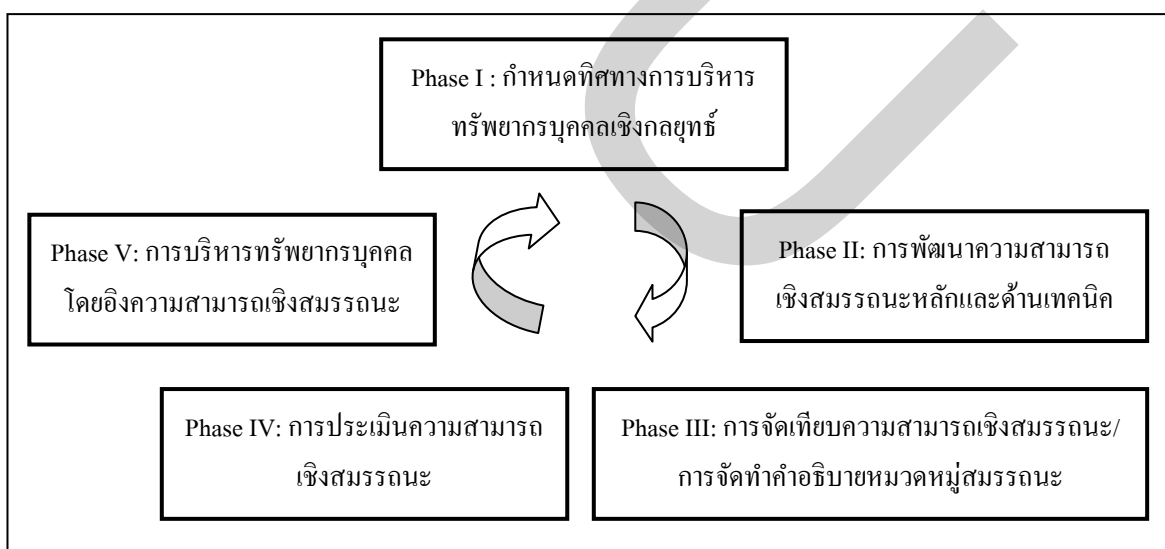 Phase I : กำหนดทิศทางการบริหาร
ทรัพยากรบุคคลเชิงกลยุทธ์
Phase V: การบริหารทรัพยากรบุคคล
โดยอิงความสามารถเชิงสมรรถนะ
Phase II: การพัฒนาความสามารถ
เชิงสมรรถนะหลักและด้านเทคนิค
Phase IV: การประเมินความสามารถ
เชิงสมรรถนะ
Phase III: การจัดเทียบความสามารถเชิงสมรรถนะ/
การจัดทำคำอธิบายหมวดหมู่สมรรถนะ